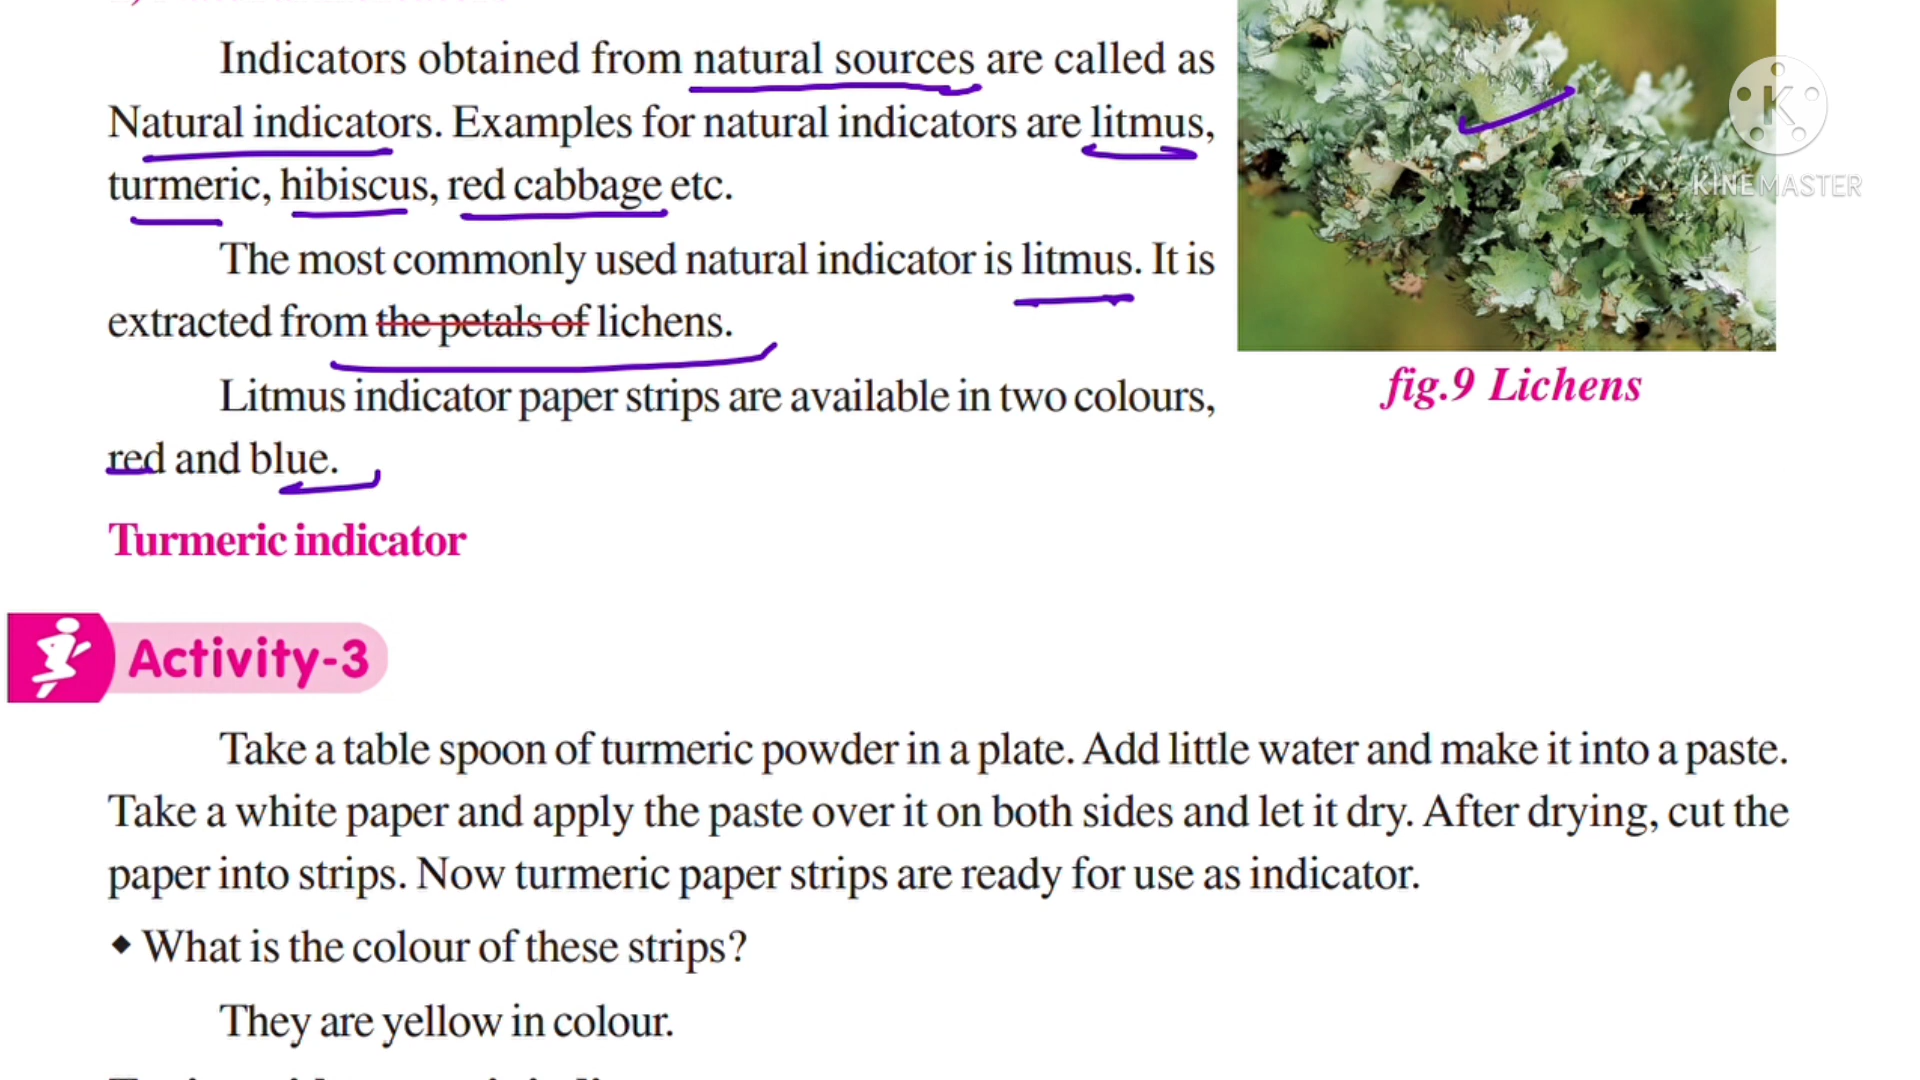 Indicators obtained from natural sources are called as
Natural indicators. Examples for natural indicators are litmus,
turmeric, hibiscus, red cabbage etc.
The most commonly used natural indicator is litmus. It is
extracted from the petals of lichens.
Litmus indicator paper strips are available in two colours,
red and blue.
K
KINEMASTER
fig.9 Lichens
Turmeric indicator
Activity-3
Take a table spoon of turmeric powder in a plate. Add little water and make it into a paste.
Take a white paper and apply the paste over it on both sides and let it dry. After drying, cut the
paper into strips. Now turmeric paper strips are ready for use as indicator.
◆ What is the colour of these strips?
They are yellow in colour.